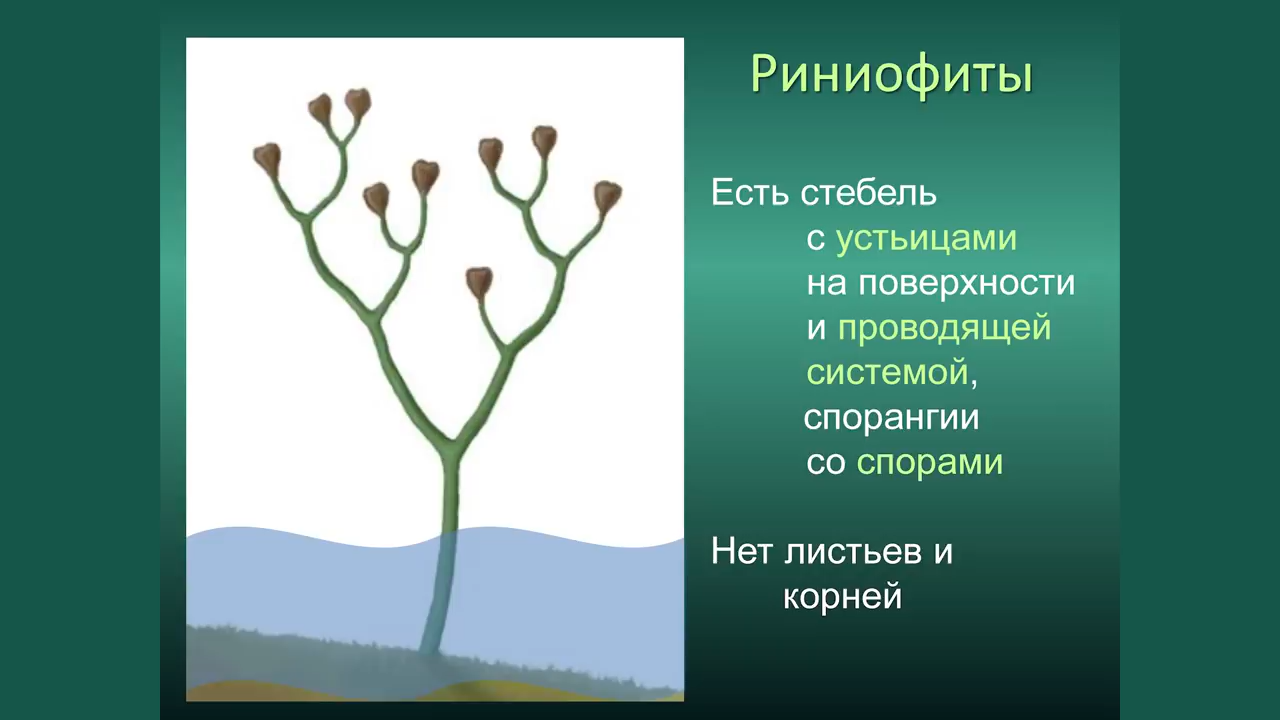 Риниофиты
Есть стебель
с устьицами
на поверхности
и проводящей
системой,
спорангии
со спорами
Нет листьев и
корней